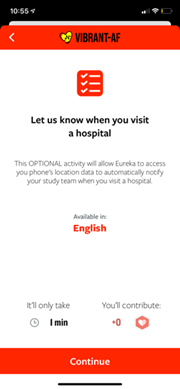 10:55
VIBRANT-AF
Let us know when you visit
a hospital
This OPTIONAL activity will allow Eureka to access
you phone's location data to automatically notify
your study team when you visit a hospital.
Available in:
English
It'll only take
You'll contribute:
1 min
+0
Continue